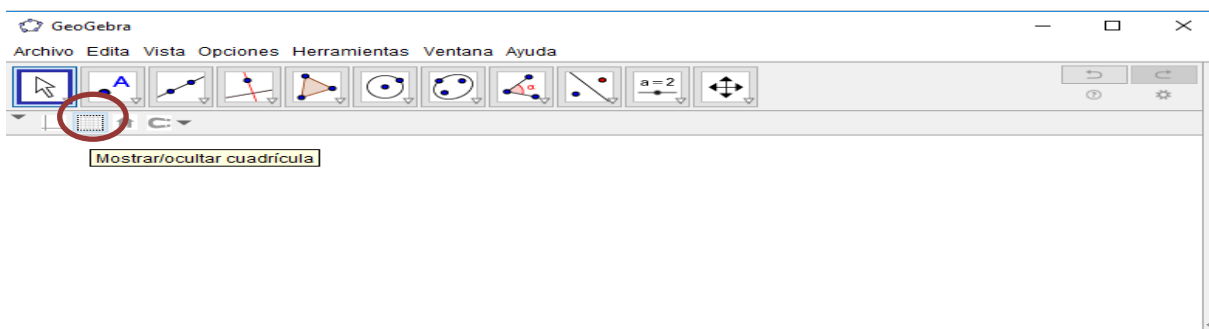 GeoGebra
Archivo Edita Vista Opciones Herramientas Ventana Ayuda
A α a=2
Mostrar/ocultar cuadrícula